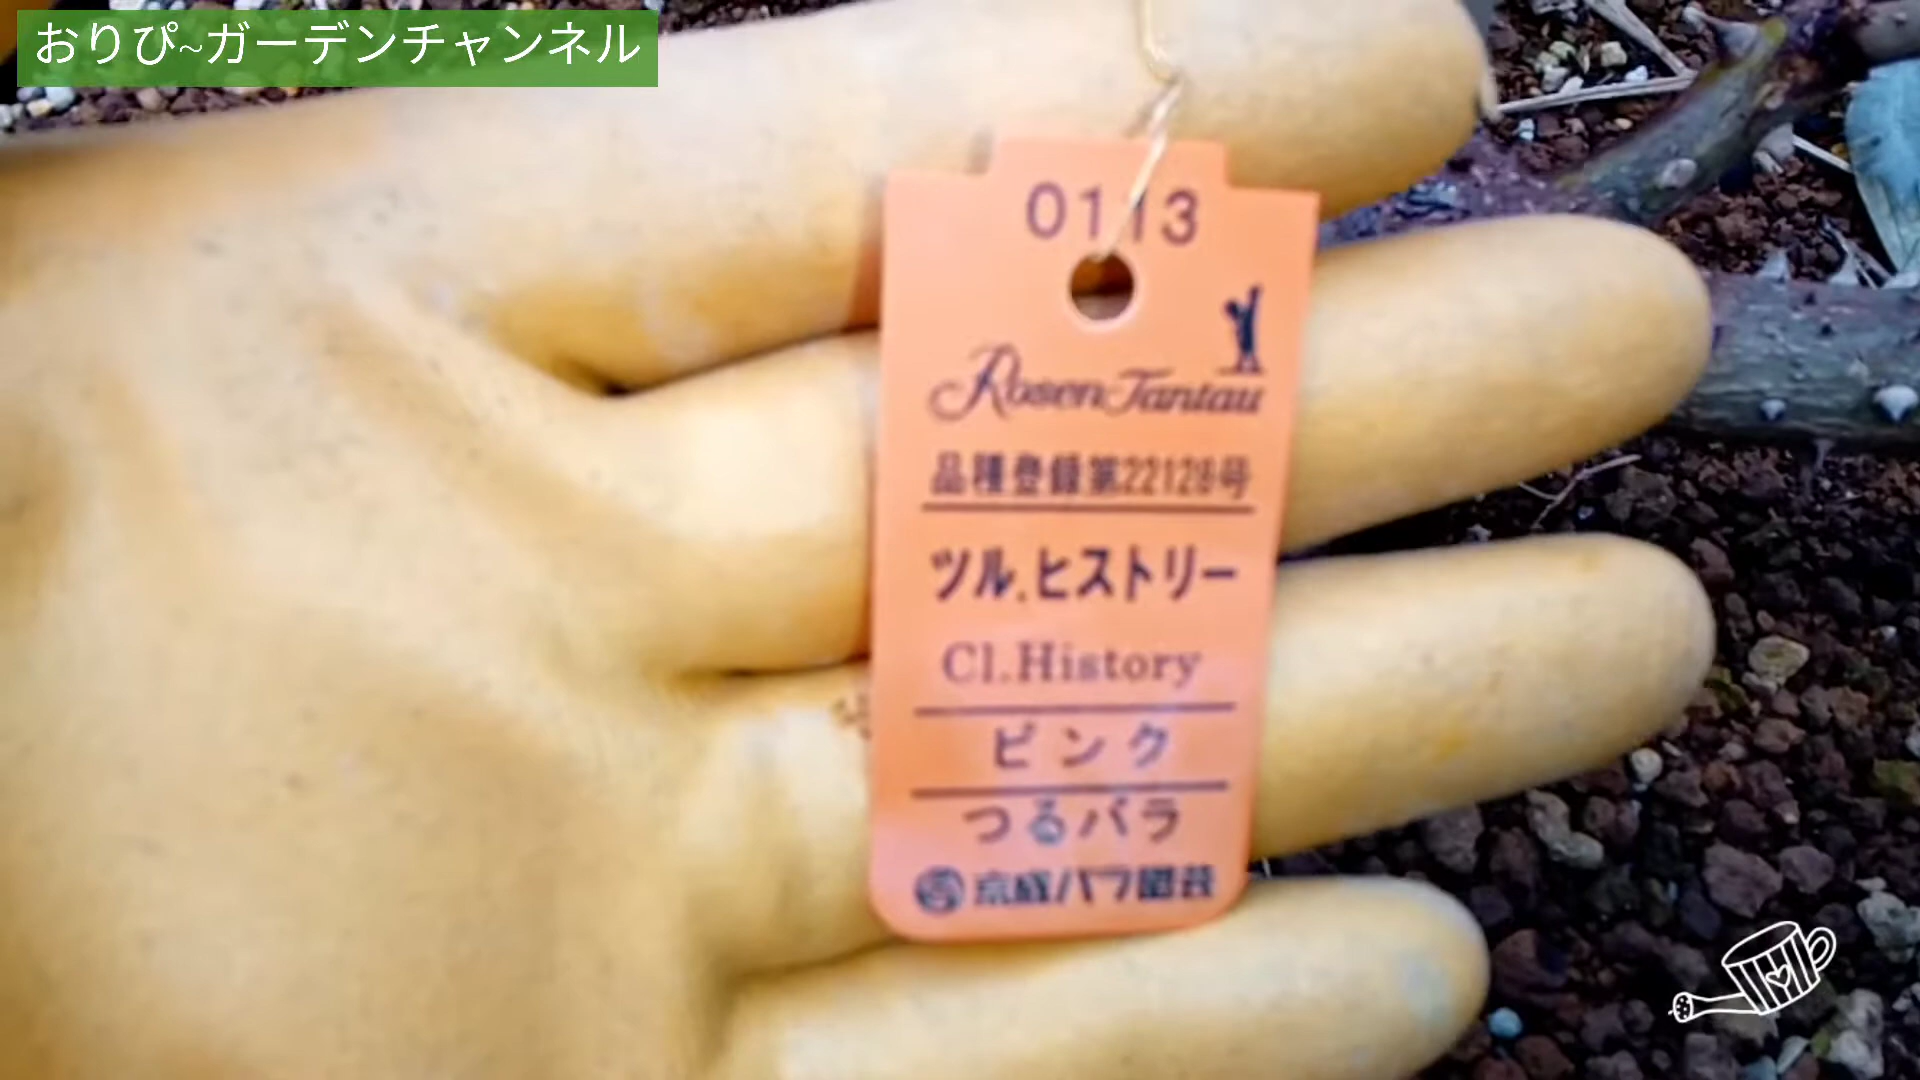 おりぴ~ガーデンチャンネル
0113
Rosen Tantau
品種登録第22128号
ツル.ヒストリー
Cl.History
ピンク
つるバラ
京成バラ園芸